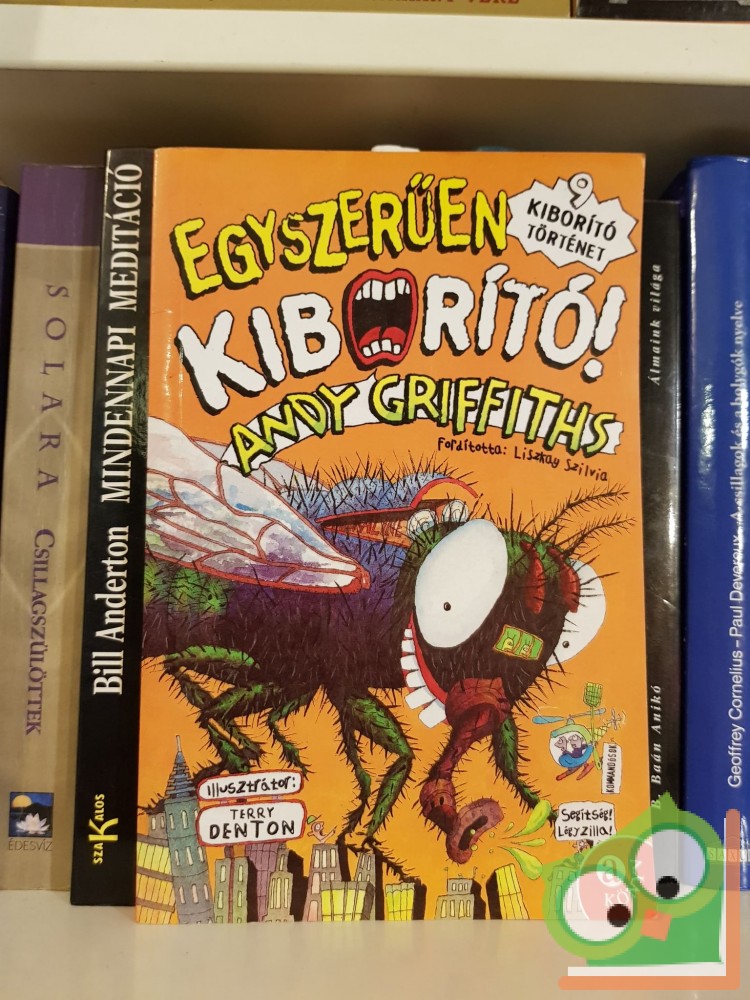 SOLARA CSILLAGSZÜLÖTTEK
ÉDESVÍZ
Bill Anderton MINDENNAPI MEDITÁCIÓ
SZAKALOS
9
KIBORÍTÓ
TÖRTÉNET
EGYSZERŰEN
KIBORÍTÓ!
ANDY GRIFFITHS
Fordította: Liszkay Szilvia
KOMMANDÓSOK
Illusztrátor:
TERRY
DENTON
Segítség!
Légyzilla!
B. Baán Anikó
Álmaink világa
Geoffrey Cornelius - Paul Devereux - A csillagok és a bolygók nyelve